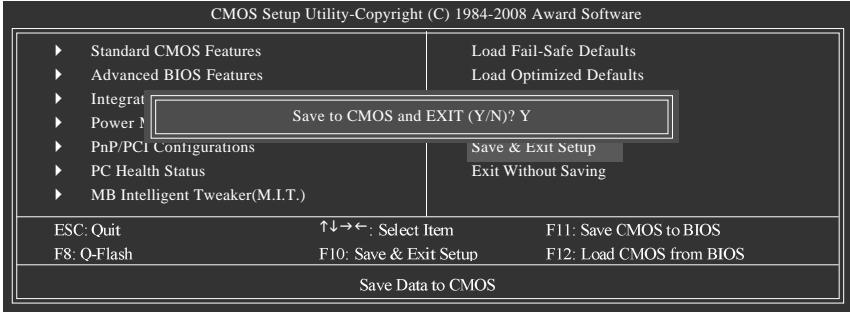 CMOS Setup Utility-Copyright (C) 1984-2008 Award Software
Standard CMOS Features
Advanced BIOS Features
Integrat
Power
PnP/PCI Configurations
PC Health Status
MB Intelligent Tweaker(M.I.T.)
Load Fail-Safe Defaults
Load Optimized Defaults
Save & Exit Setup
Exit Without Saving
Save to CMOS and EXIT (Y/N)? Y
ESC: Quit ↑↓→←: Select Item F11: Save CMOS to BIOS
F8: Q-Flash F10: Save & Exit Setup F12: Load CMOS from BIOS
Save Data to CMOS